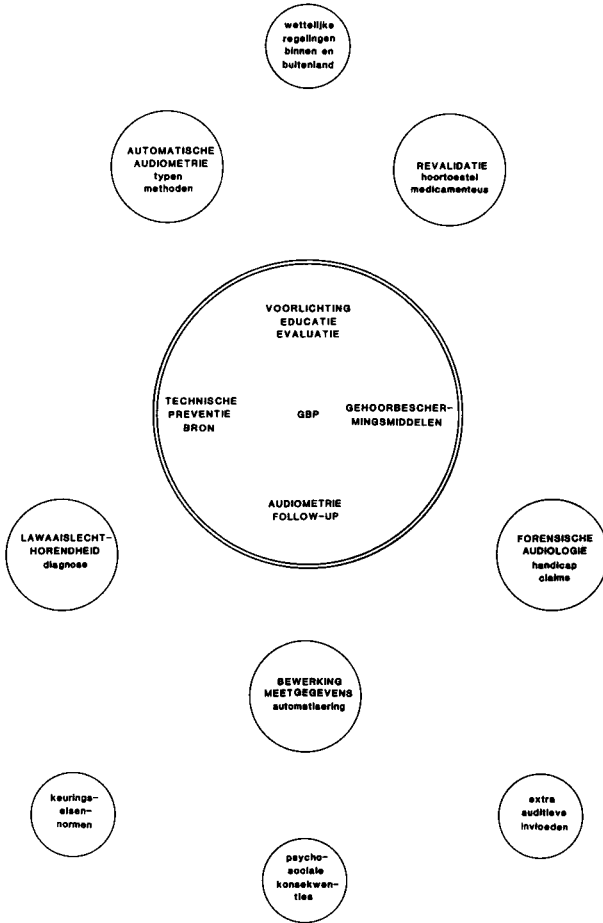 wettelijke
regelingen
binnen en
buitenland
AUTOMATISCHE
AUDIOMETRIE
typen
methoden
REVALIDATIE
hoortoestel
medicamenteus
VOORLICHTING
EDUCATIE
EVALUATIE
TECHNISCHE
PREVENTIE
BRON
GBP
GEHOORBESCHER-
MINGSMIDDELEN
AUDIOMETRIE
FOLLOW-UP
LAWAAISLECHT-
HORENDHEID
diagnose
FORENSISCHE
AUDIOLOGIE
handicap
claims
BEWERKING
MEETGEGEVENS
automatisering
keurings-
eisen-
normen
extra
auditieve
invloeden
psycho-
sociale
konsekwen-
ties